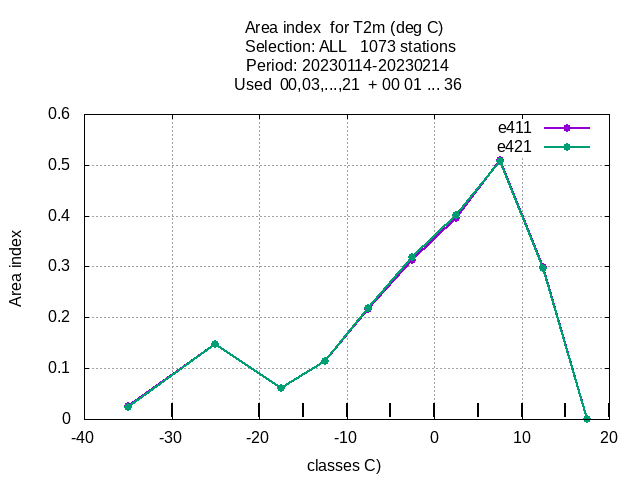 Area index  for T2m (deg C)
Selection: ALL   1073 stations
Period: 20230114-20230214
Used  00,03,...,21  + 00 01 ... 36
e411
e421
0.6
0.5
0.4
0.3
0.2
0.1
0
Area index
-40 -30 -20 -10 0 10 20
classes C)